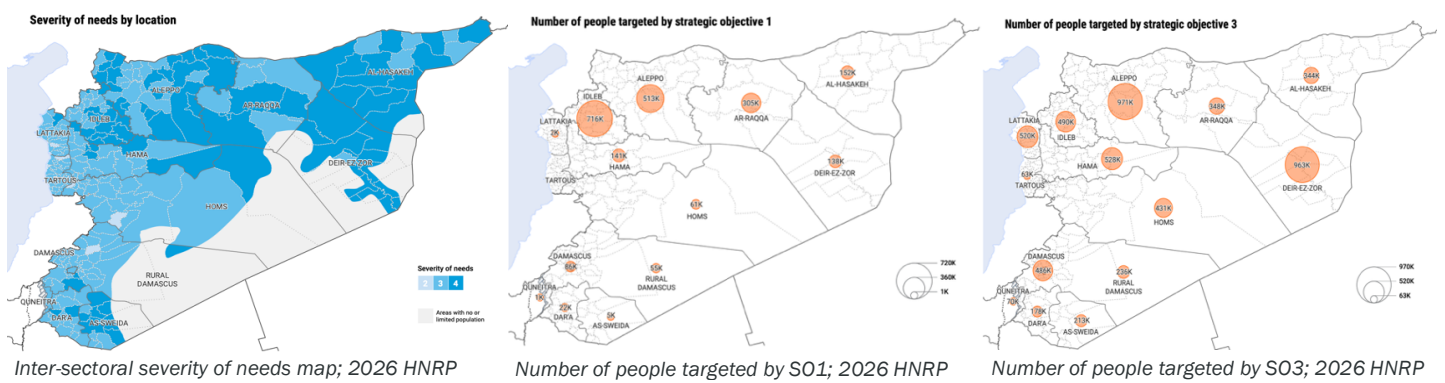 Severity of needs by location
AL-HASAKEH
ALEPPO
AR-RAQQA
IDLEB
LATTAKIA
HAMA
DEIR-EZ-ZOR
TARTOUS
HOMS
DAMASCUS
RURAL
DAMASCUS
QUNEITRA
DARA
AS-SWEIDA
Severity of needs
2 3 4
Areas with no or
limited population
Inter-sectoral severity of needs map; 2026 HNRP
Number of people targeted by strategic objective 1
152K
AL-HASAKEH
ALEPPO
513K
IDLEB
716K
305K
AR-RAQQA
LATTAKIA
2K
141K
HAMA
138K
DEIR-EZ-ZOR
TARTOUS
61K
HOMS
DAMASCUS
86K
55K
RURAL
DAMASCUS
QUNEITRA
1K
22K
DARA
5K
AS-SWEIDA
720K
360K
1K
Number of people targeted by SO1; 2026 HNRP
Number of people targeted by strategic objective 3
344K
AL-HASAKEH
ALEPPO
971K
348K
AR-RAQQA
LATTAKIA
520K
490K
IDLEB
HAMA
528K
963K
DEIR-EZ-ZOR
63K
TARTOUS
431K
HOMS
DAMASCUS
486K
236K
RURAL
DAMASCUS
QUNEITRA
70K
178K
DARA
213K
AS-SWEIDA
970K
520K
63K
Number of people targeted by SO3; 2026 HNRP